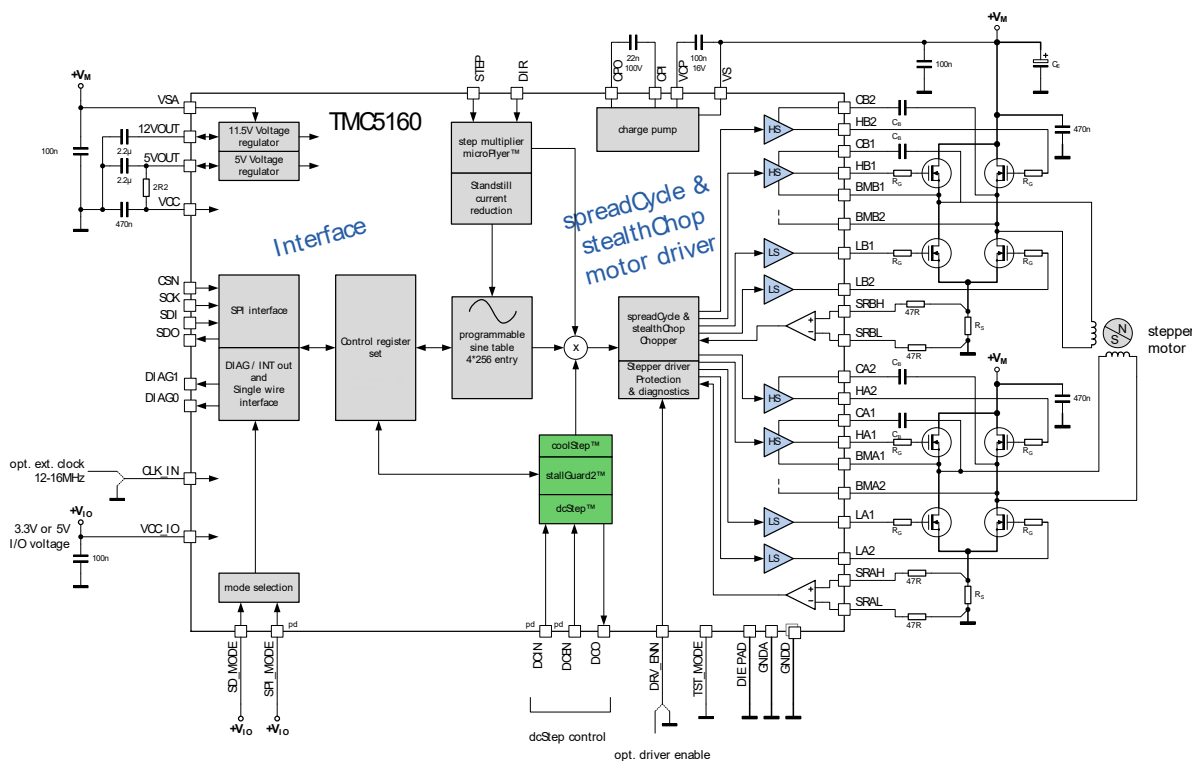 +VM
22n
100V
100n
16V
STEP
DIR
CPO
CPI
VCP
VS
100n
CE
+VM
VSA
TMC5160
12VOUT
11.5V Voltage
regulator
5VOUT
5V Voltage
regulator
100n
2.2µ
2.2µ
2R2
470n
VCC
step multiplier
microPlyer™
Standstill
current
reduction
charge pump
Interface
spreadCycle &
stealthChop
motor driver
CB2
CB
HB2
HS
CB1
CB
470n
HB1
HS
RG
RG
BMB1
BMB2
LB1
LS
RG
RG
LB2
LS
SRBH
47R
RS
SRBL
47R
CSN
SCK
SDI
SDO
SPI interface
DIAG / INT out
and
Single wire
interface
DIAG1
DIAG0
Control register
set
programmable
sine table
4*256 entry
x
spreadCycle &
stealthChop
Chopper
Stepper driver
Protection
& diagnostics
+
−
N
S
stepper
motor
+VM
CA2
CB
HA2
HS
CA1
CB
470n
HA1
HS
RG
RG
BMA1
BMA2
LA1
LS
RG
RG
LA2
LS
SRAH
47R
RS
SRAL
47R
+
−
coolStep™
stallGuard2™
dcStep™
opt. ext. clock
12-16MHz
CLK_IN
+VIO
3.3V or 5V
I/O voltage
VCC_IO
100n
mode selection
pd
pd
pd
SD_MODE
SPI_MODE
DCIN
DCEN
DCO
DRV_ENN
TST_MODE
DIE PAD
GNDA
GNDD
+VIO
+VIO
dcStep control
opt. driver enable